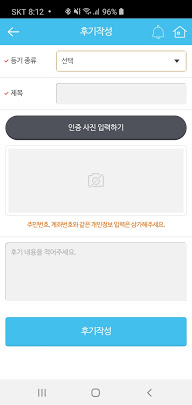 SKT 8:12 96%
후기작성
등기 종류 선택
제목
인증 사진 입력하기
주민번호, 계좌번호와 같은 개인정보 입력은 삼가해주세요.
후기 내용을 적어주세요.
후기작성